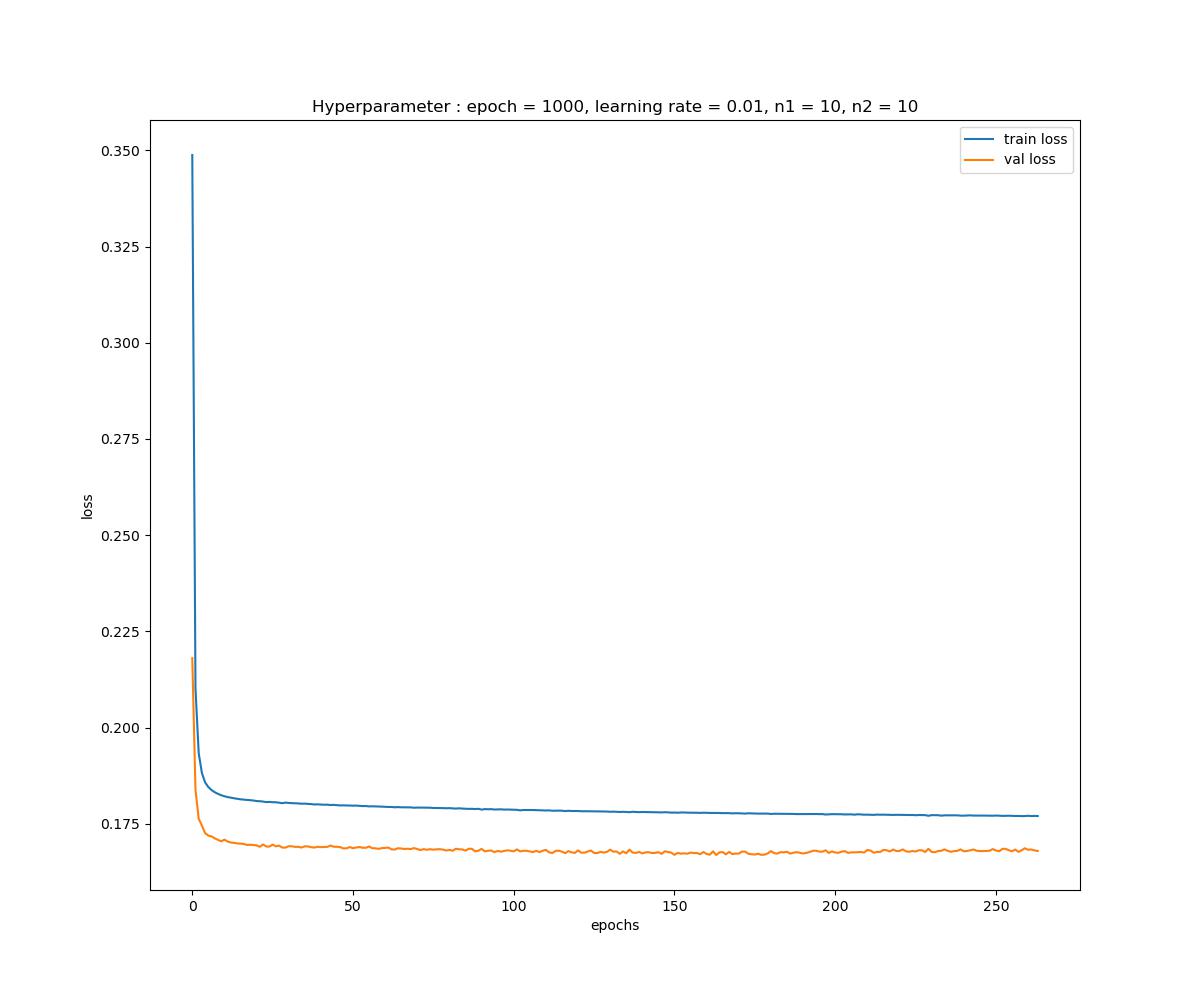 Hyperparameter : epoch = 1000, learning rate = 0.01, n1 = 10, n2 = 10
train loss
val loss
0.350
0.325
0.300
0.275
0.250
0.225
0.200
0.175
loss
0
50
100
150
200
250
epochs